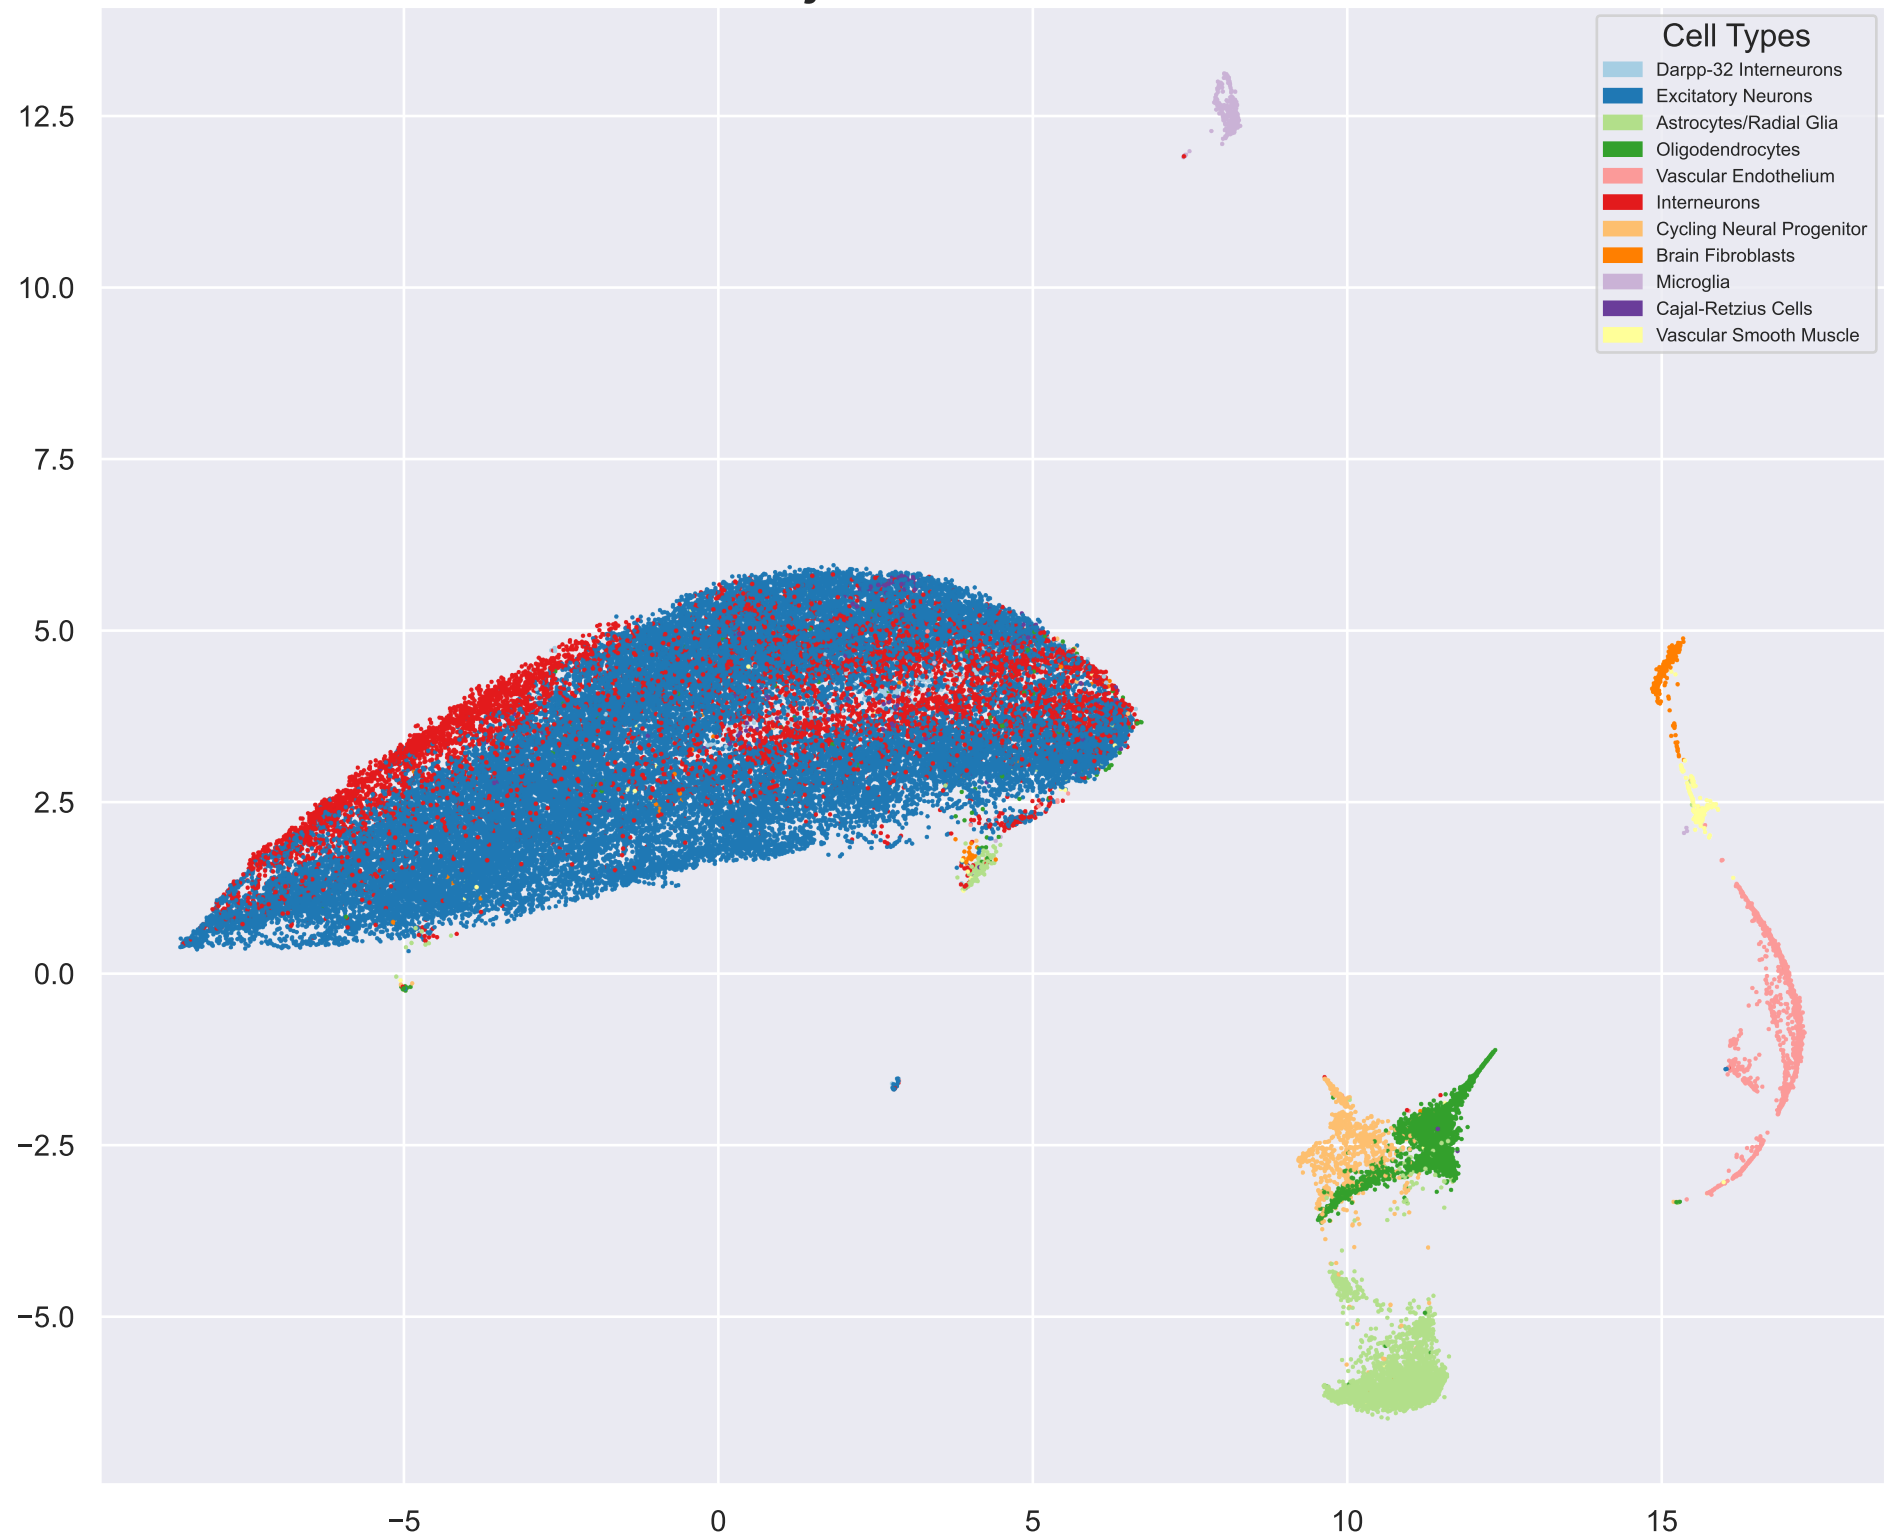 Cell Types
Darpp-32 Interneurons
Excitatory Neurons
Astrocytes/Radial Glia
Oligodendrocytes
Vascular Endothelium
Interneurons
Cycling Neural Progenitor
Brain Fibroblasts
Microglia
Cajal-Retzius Cells
Vascular Smooth Muscle
12.5
10.0
7.5
5.0
2.5
0.0
−2.5
−5.0
−5 0 5 10 15